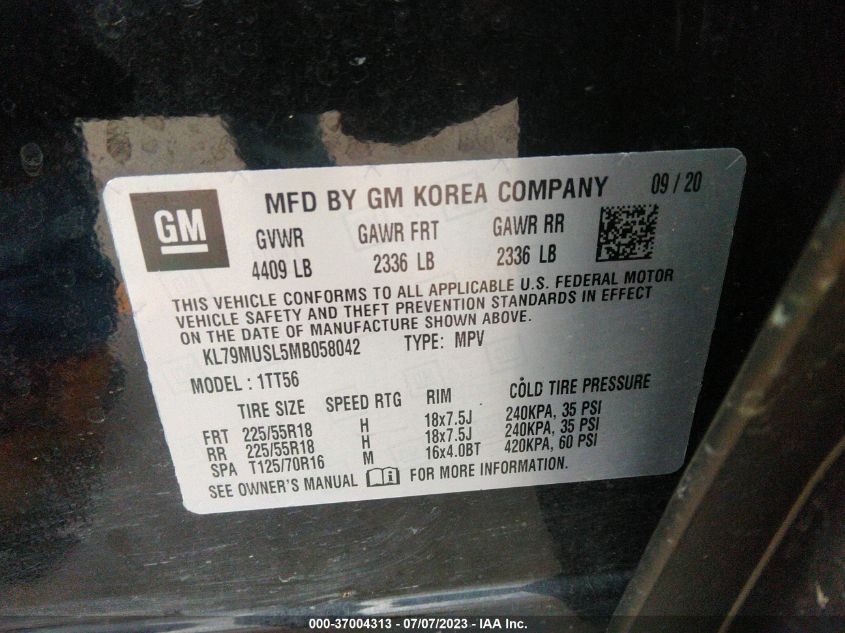 GM
MFD BY GM KOREA COMPANY 09/20
GVWR GAWR FRT GAWR RR
4409 LB 2336 LB 2336 LB
THIS VEHICLE CONFORMS TO ALL APPLICABLE U.S. FEDERAL MOTOR
VEHICLE SAFETY AND THEFT PREVENTION STANDARDS IN EFFECT
ON THE DATE OF MANUFACTURE SHOWN ABOVE.
KL79MUSL5MB058042 TYPE: MPV
MODEL : 1TT56
TIRE SIZE SPEED RTG RIM COLD TIRE PRESSURE
FRT 225/55R18 H 18x7.5J 240KPA, 35 PSI
RR 225/55R18 H 18x7.5J 240KPA, 35 PSI
SPA T125/70R16 M 16x4.0BT 420KPA, 60 PSI
SEE OWNER'S MANUAL i FOR MORE INFORMATION.
000-37004313 - 07/07/2023 - IAA Inc.